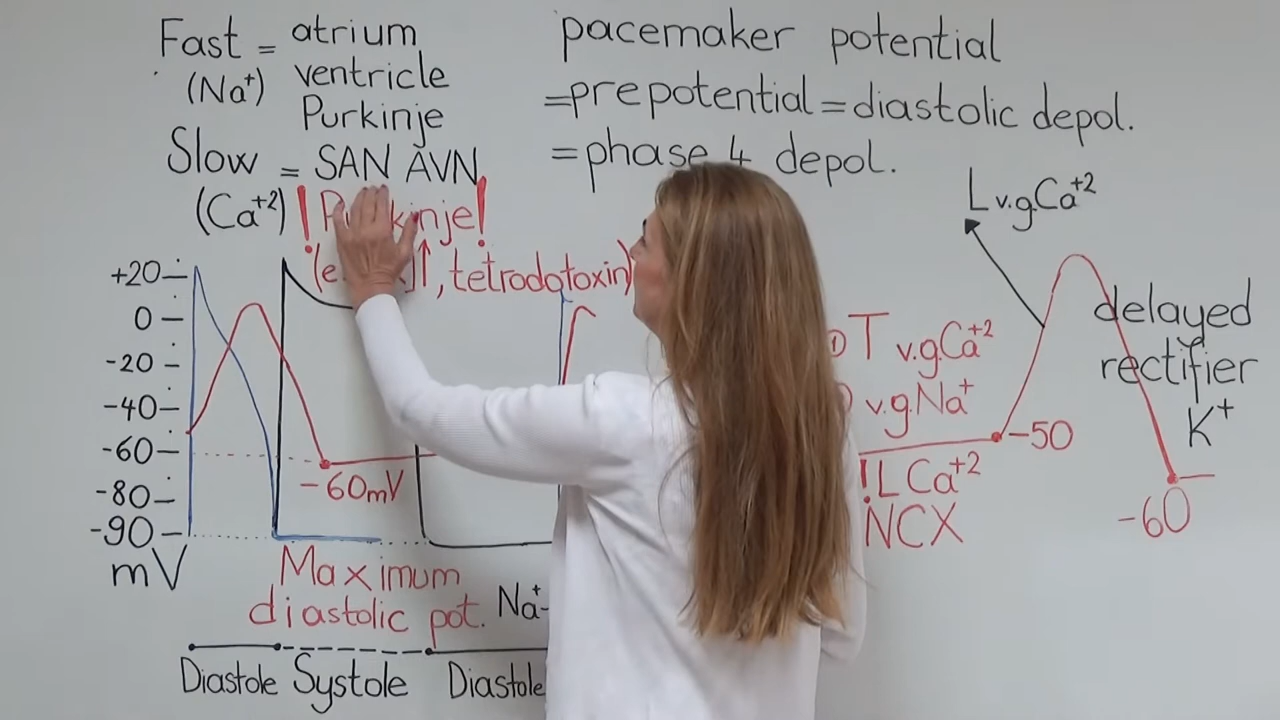 Fast = atrium
(Na⁺) ventricle
Purkinje
Slow = SAN AVN
(Ca⁺²) !Purkinje!
]↑, tetrodotoxin)
pacemaker potential
=prepotential=diastolic depol.
=phase 4 depol.
+20
0
-20
-40
-60
-80
-90
mV
-60mV
Maximum
diastolic pot.
Na⁺
Diastole Systole Diastole
L v.g.Ca⁺²
① T v.g.Ca⁺²
v.g.Na⁺
!L Ca⁺²
NCX
-50
delayed
rectifier
K⁺
-60